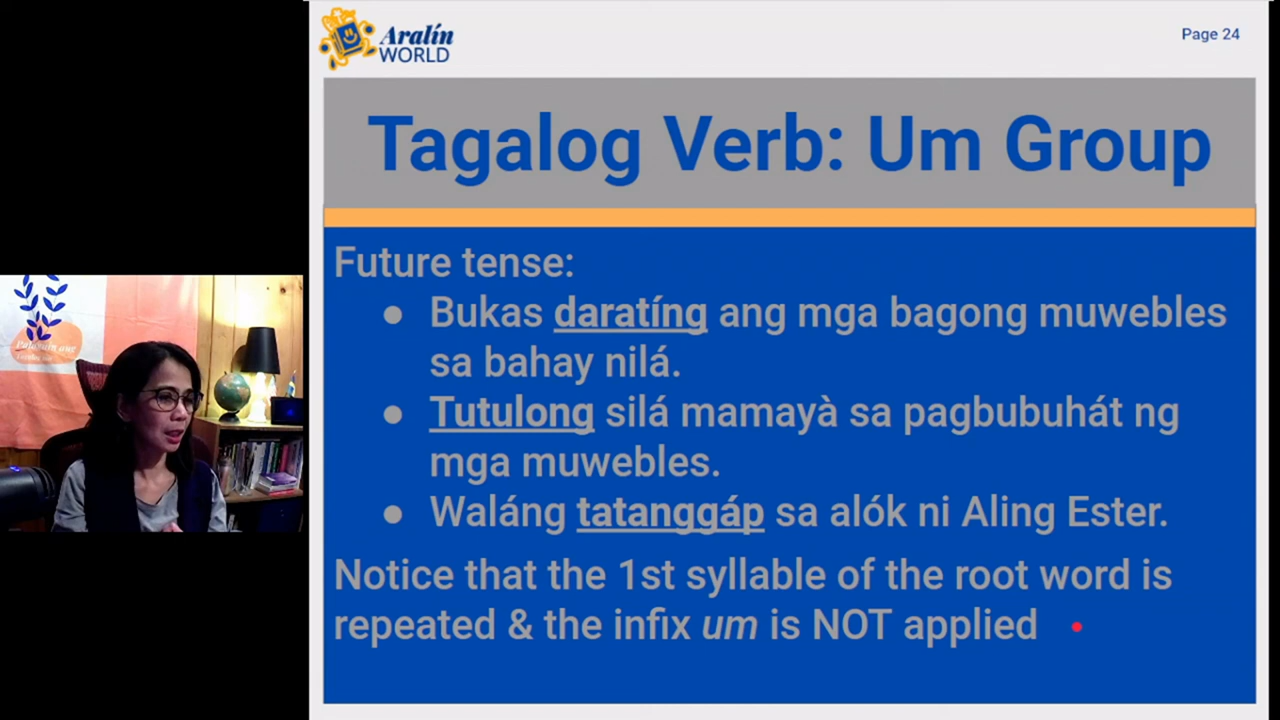 Aralín
WORLD
Page 24
Tagalog Verb: Um Group
Future tense:
● Bukas daratíng ang mga bagong muwebles
sa bahay nilá.
● Tutulong silá mamayà sa pagbubuhát ng
mga muwebles.
● Waláng tatanggáp sa alók ni Aling Ester.
Notice that the 1st syllable of the root word is
repeated & the infix um is NOT applied